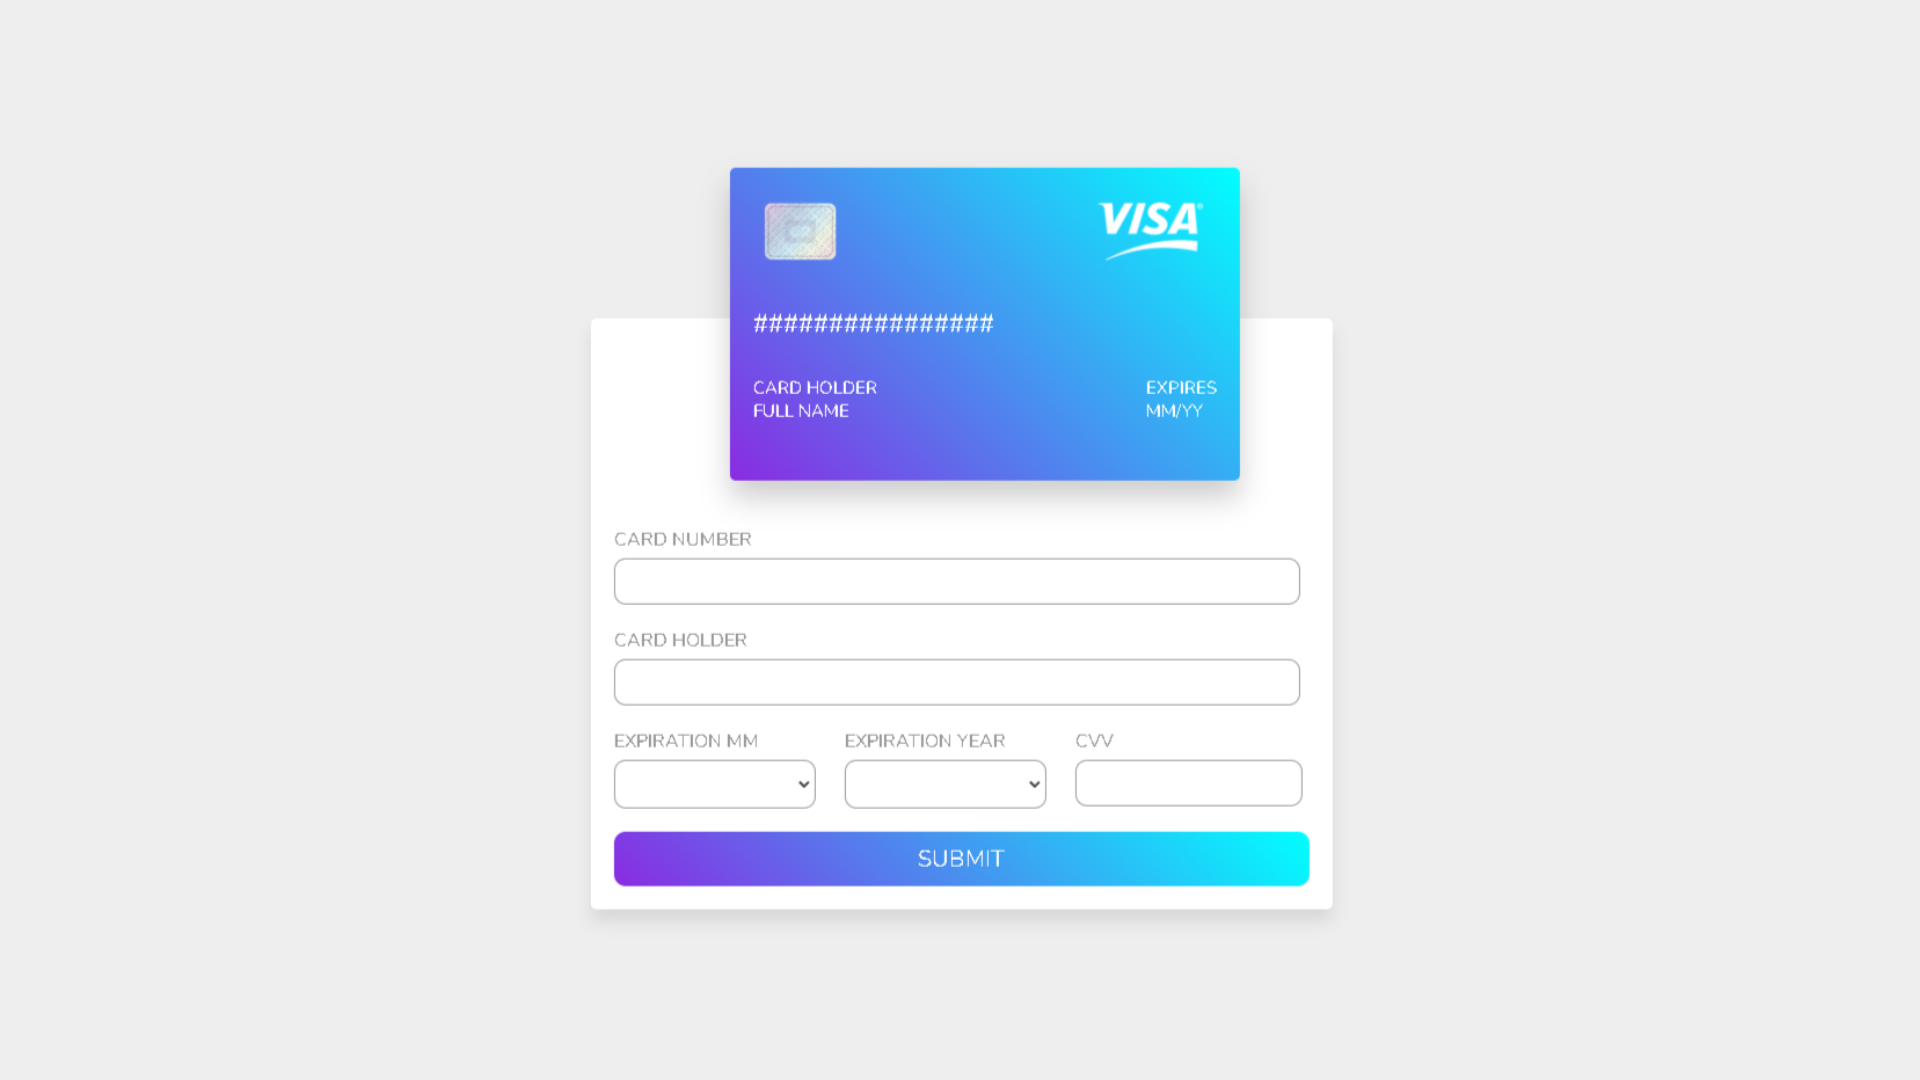 VISA
################
CARD HOLDER
FULL NAME
EXPIRES
MM/YY
CARD NUMBER
CARD HOLDER
EXPIRATION MM
EXPIRATION YEAR
CVV
SUBMIT